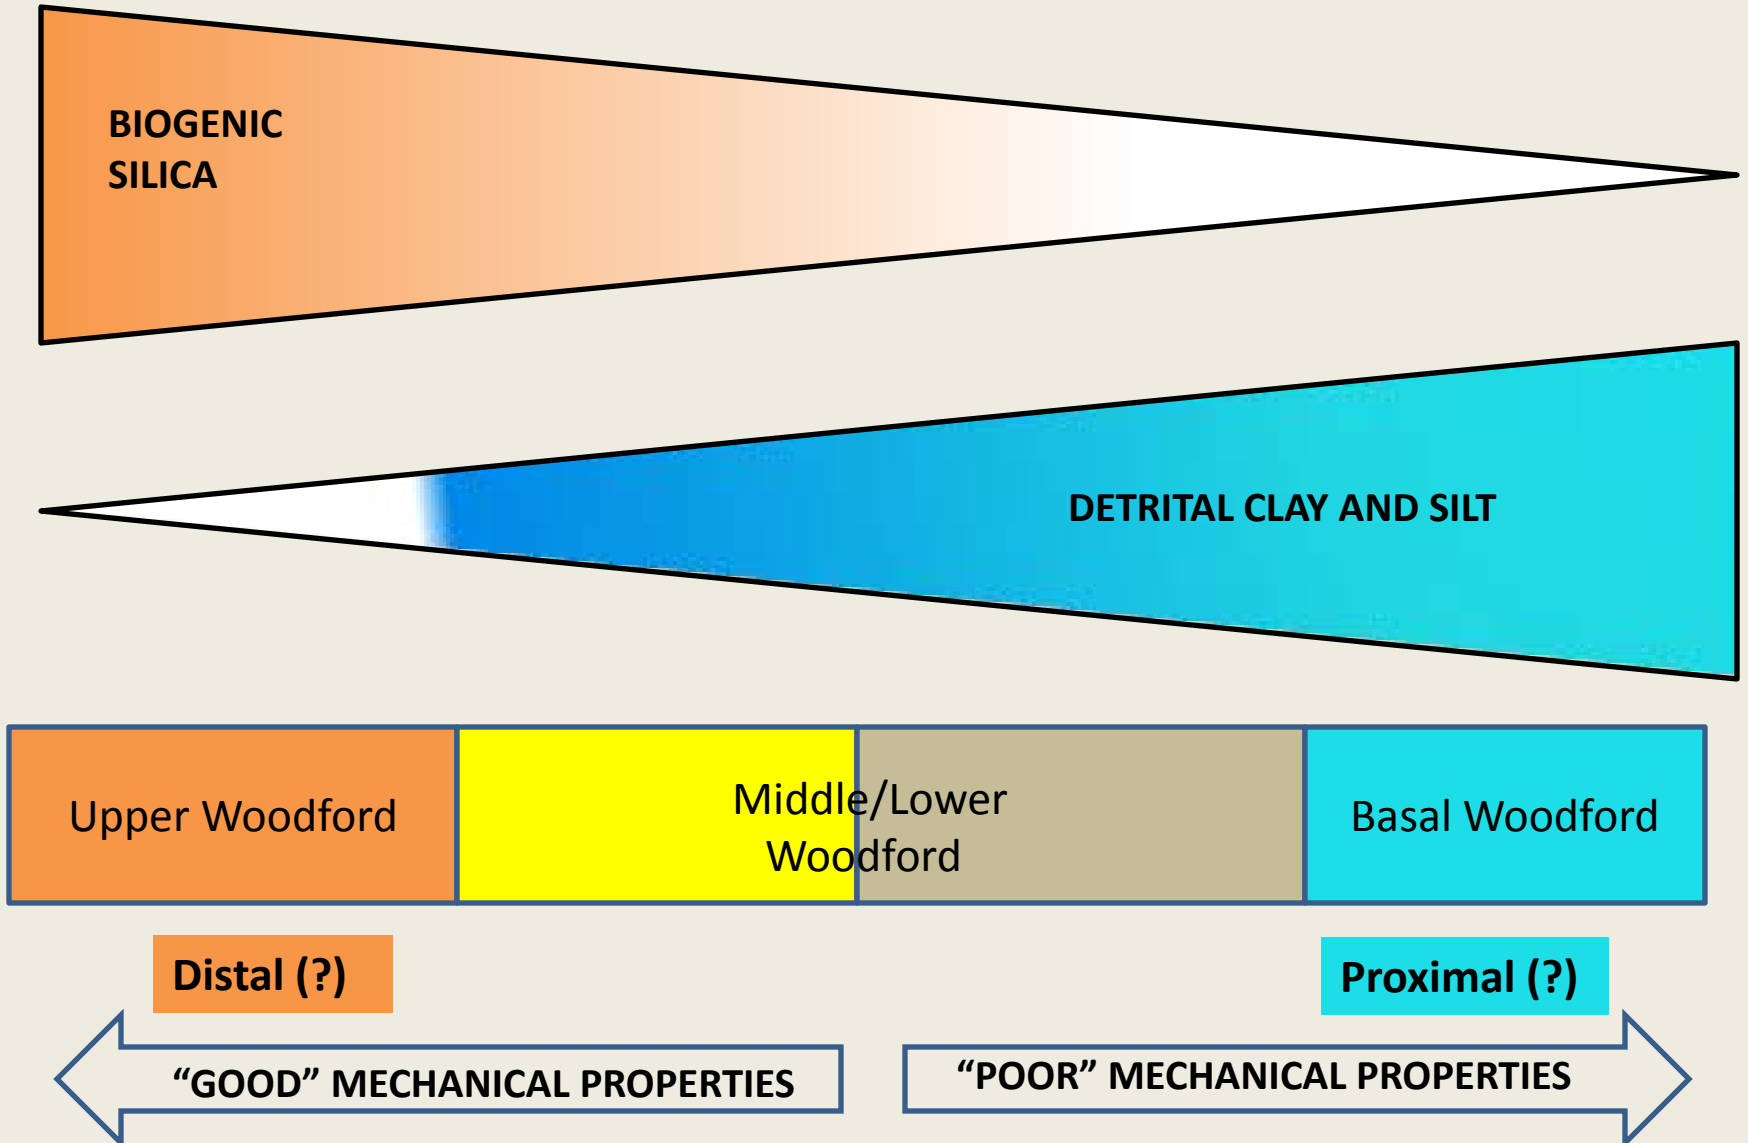 BIOGENIC
SILICA
DETRITAL CLAY AND SILT
Upper Woodford
Middle/Lower
Woodford
Basal Woodford
Distal (?)
Proximal (?)
“GOOD” MECHANICAL PROPERTIES
“POOR” MECHANICAL PROPERTIES